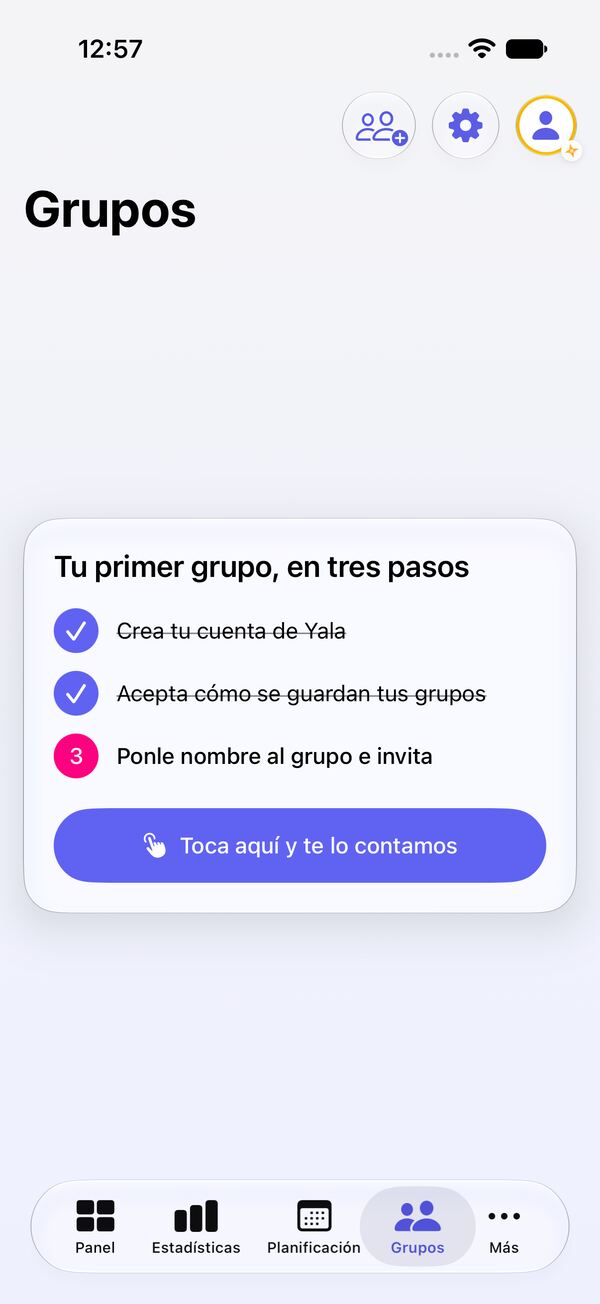 12:57
Grupos
Tu primer grupo, en tres pasos
Crea tu cuenta de Yala
Acepta cómo se guardan tus grupos
3 Ponle nombre al grupo e invita
Toca aquí y te lo contamos
Panel Estadísticas Planificación Grupos Más